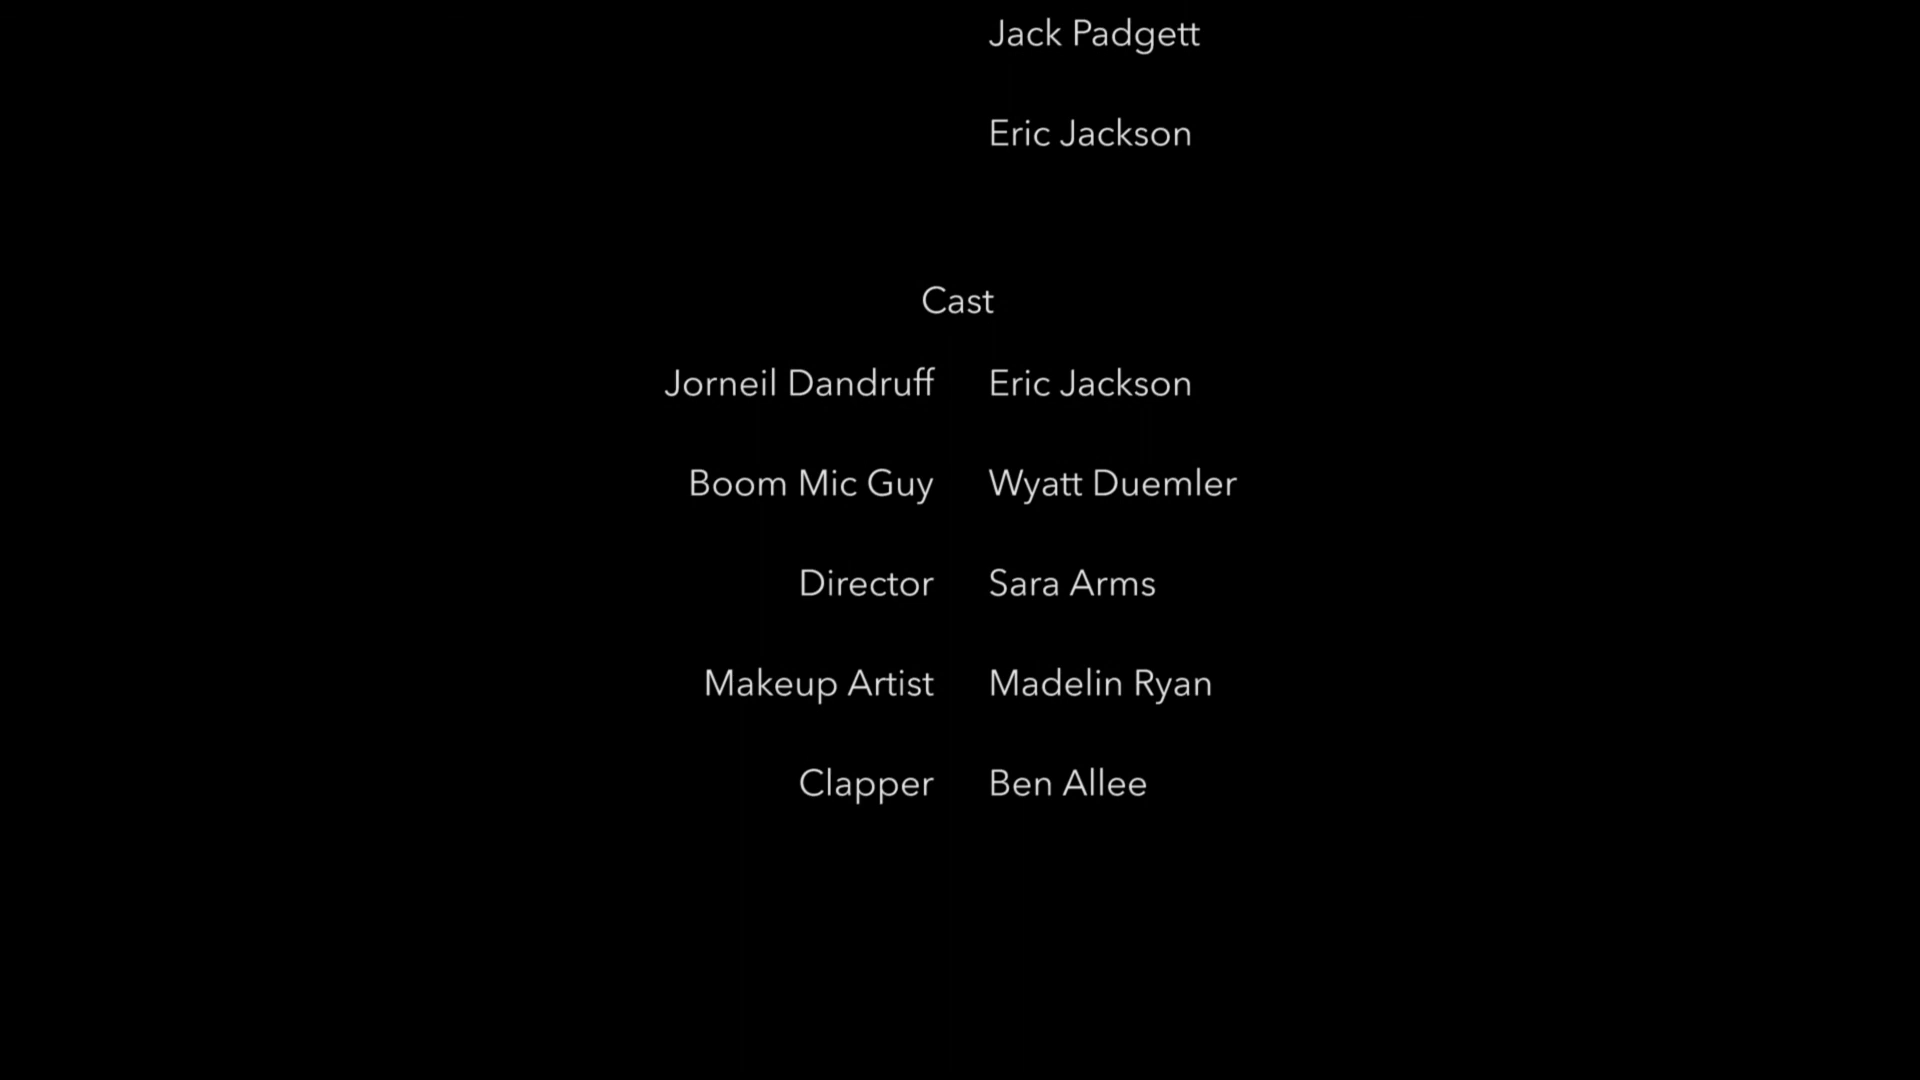 Jack Padgett
Eric Jackson
Cast
Jorneil Dandruff Eric Jackson
Boom Mic Guy Wyatt Duemler
Director Sara Arms
Makeup Artist Madelin Ryan
Clapper Ben Allee